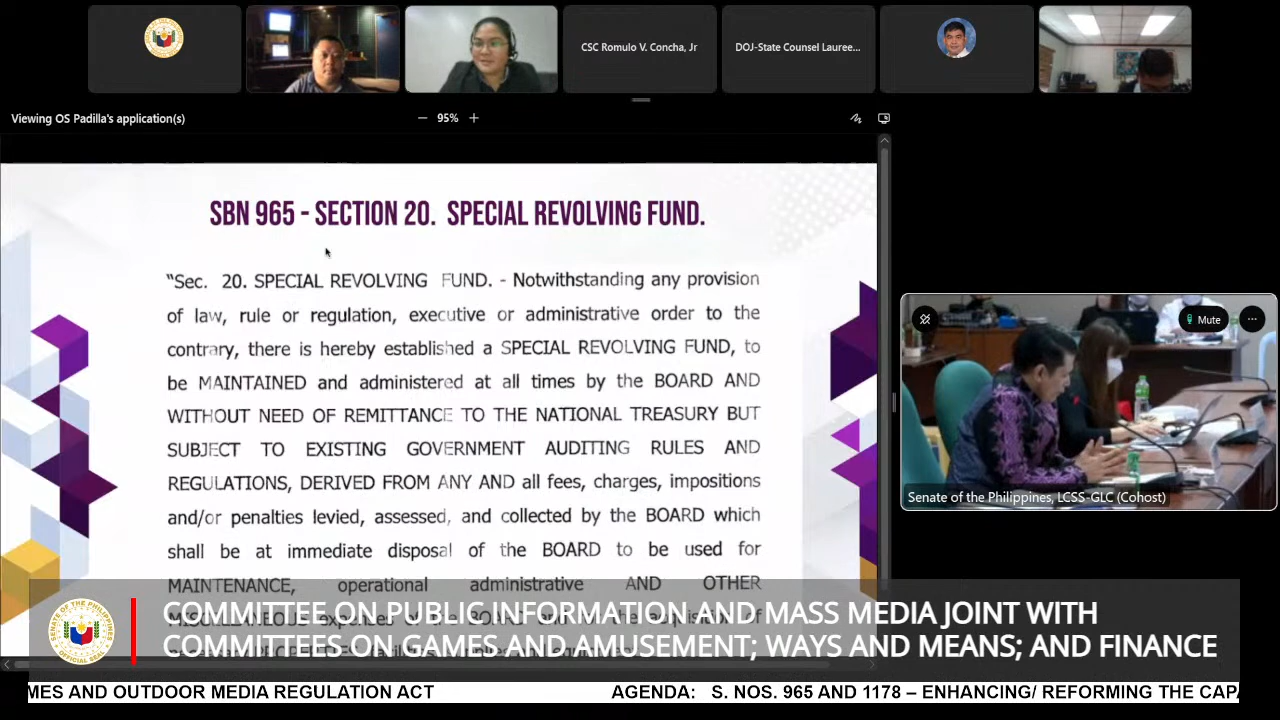 CSC Romulo V. Concha, Jr
DOJ-State Counsel Lauree...
Viewing OS Padilla's application(s)
95%
SBN 965 - SECTION 20. SPECIAL REVOLVING FUND.
“Sec. 20. SPECIAL REVOLVING FUND. - Notwithstanding any provision
of law, rule or regulation, executive or administrative order to the
contrary, there is hereby established a SPECIAL REVOLVING FUND, to
be MAINTAINED and administered at all times by the BOARD AND
WITHOUT NEED OF REMITTANCE TO THE NATIONAL TREASURY BUT
SUBJECT TO EXISTING GOVERNMENT AUDITING RULES AND
REGULATIONS, DERIVED FROM ANY AND all fees, charges, impositions
and/or penalties levied, assessed, and collected by the BOARD which
shall be at immediate disposal of the BOARD to be used for
MAINTENANCE, operational administrative AND OTHER
MISCELLANEOUS expenses of the BOARD
Mute
Senate of the Philippines, LCSS-GLC (Cohost)
COMMITTEE ON PUBLIC INFORMATION AND MASS MEDIA JOINT WITH
COMMITTEES ON GAMES AND AMUSEMENT; WAYS AND MEANS; AND FINANCE
MES AND OUTDOOR MEDIA REGULATION ACT AGENDA: S. NOS. 965 AND 1178 – ENHANCING/ REFORMING THE CAPA